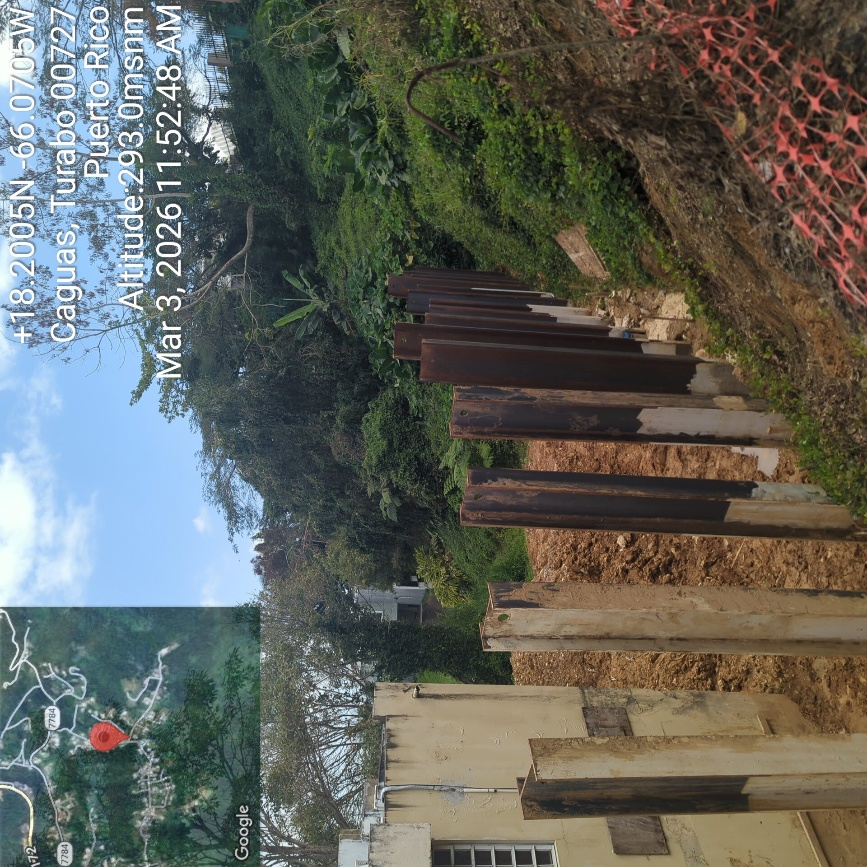 +18.2005N -66.0705W
Caguas, Turabo 00727
Puerto Rico
Altitude:293.0msnm
Mar 3, 2026 11:52:48 AM
7784
7784
172
Google